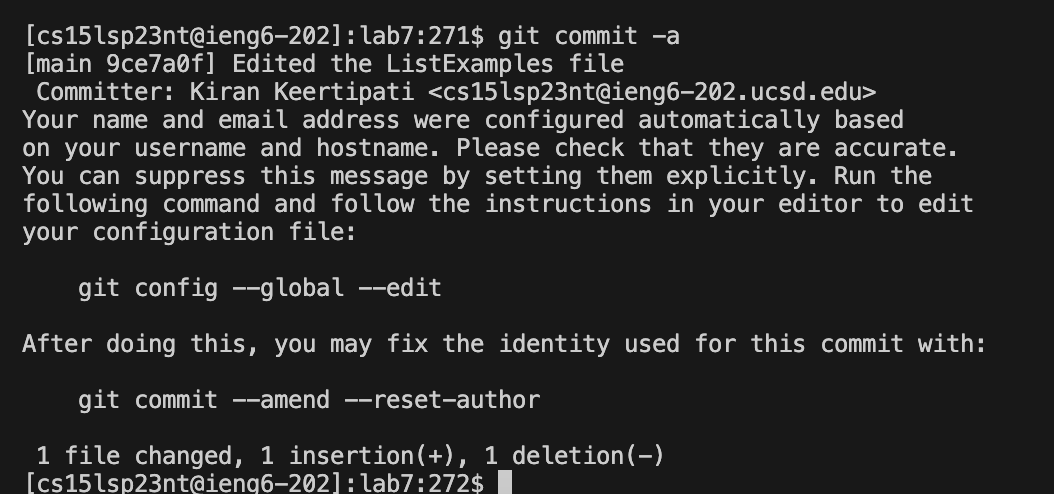 [cs15lsp23nt@ieng6-202]:lab7:271$ git commit -a
[main 9ce7a0f] Edited the ListExamples file
 Committer: Kiran Keertipati <cs15lsp23nt@ieng6-202.ucsd.edu>
Your name and email address were configured automatically based
on your username and hostname. Please check that they are accurate.
You can suppress this message by setting them explicitly. Run the
following command and follow the instructions in your editor to edit
your configuration file:

    git config --global --edit

After doing this, you may fix the identity used for this commit with:

    git commit --amend --reset-author

 1 file changed, 1 insertion(+), 1 deletion(-)
[cs15lsp23nt@ieng6-202]:lab7:272$